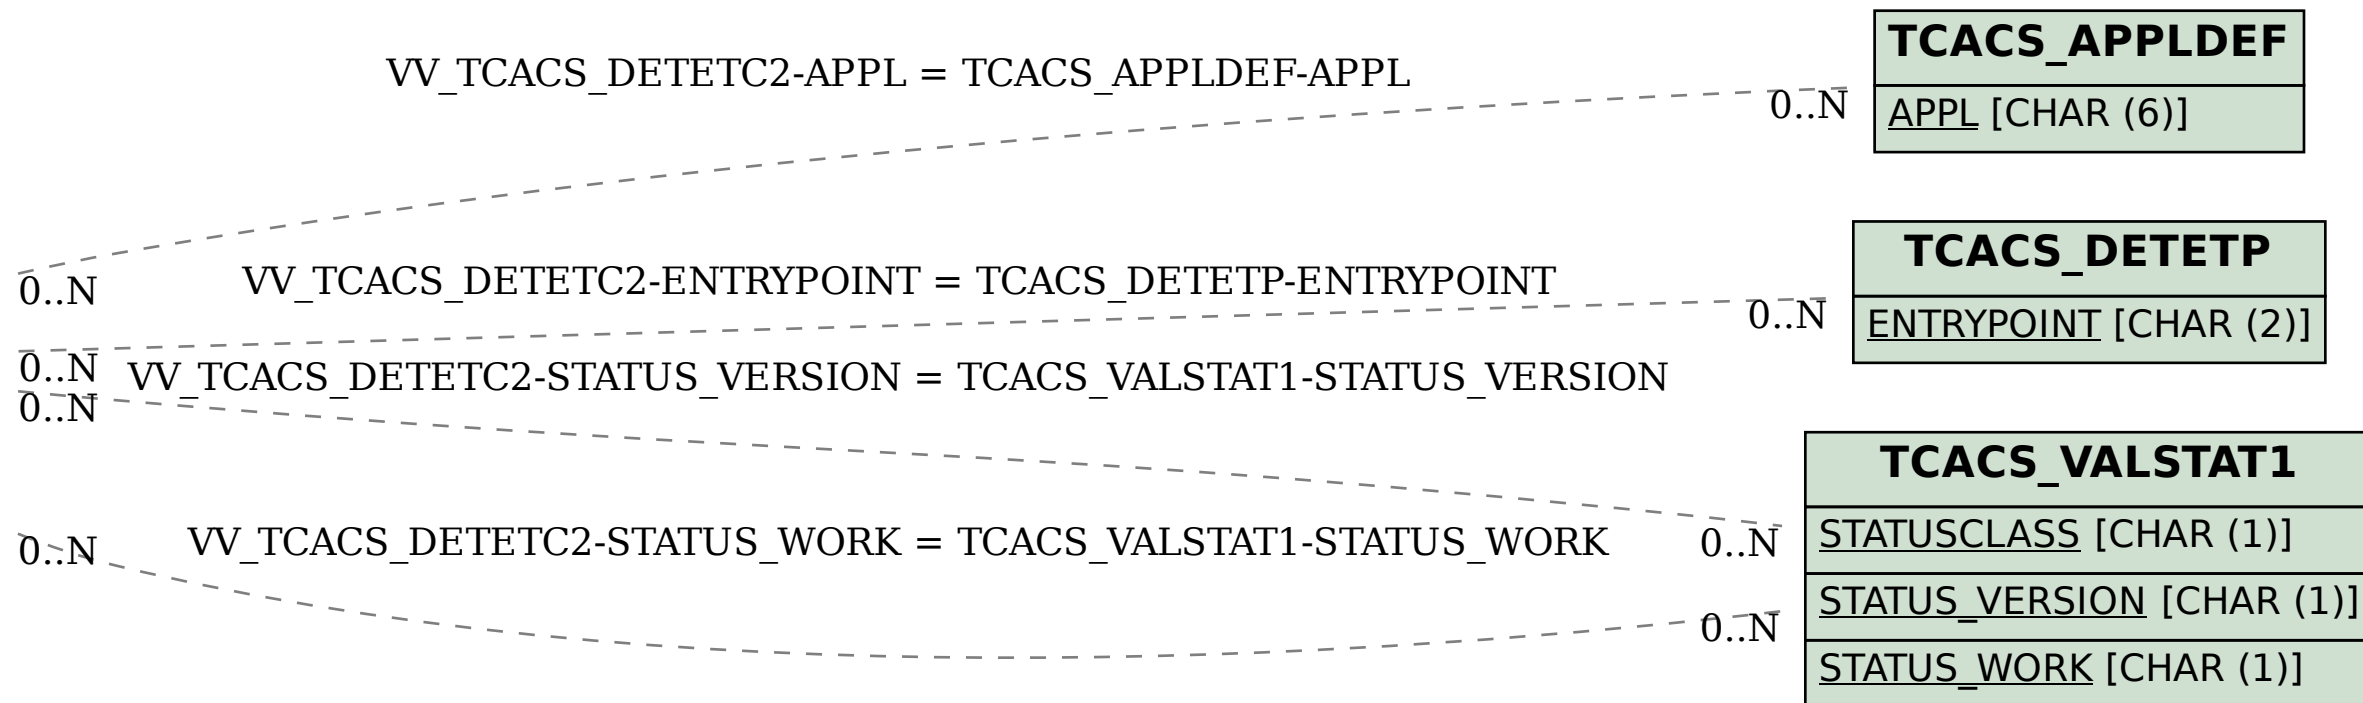 TCACS_APPLDEF
VV_TCACS_DETETC2-APPL = TCACS_APPLDEF-APPL
0..N
APPL [CHAR (6)]
TCACS_DETETP
0..N
VV_TCACS_DETETC2-ENTRYPOINT = TCACS_DETETP-ENTRYPOINT
0..N
ENTRYPOINT [CHAR (2)]
0..N
VV_TCACS_DETETC2-STATUS_VERSION = TCACS_VALSTAT1-STATUS_VERSION
0..N
TCACS_VALSTAT1
STATUSCLASS [CHAR (1)]
0..N
VV_TCACS_DETETC2-STATUS_WORK = TCACS_VALSTAT1-STATUS_WORK
0..N
STATUS_VERSION [CHAR (1)]
0..N
STATUS_WORK [CHAR (1)]